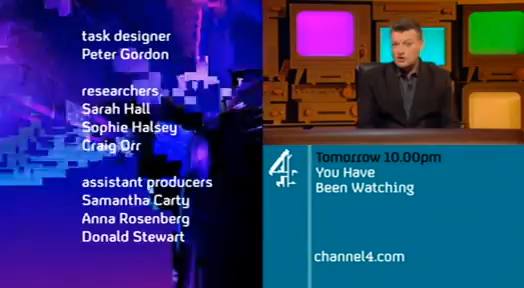 task designer
Peter Gordon
researchers
Sarah Hall
Sophie Halsey
Craig Orr
assistant producers
Samantha Carty
Anna Rosenberg
Donald Stewart
4
Tomorrow 10.00pm
You Have
Been Watching
channel4.com